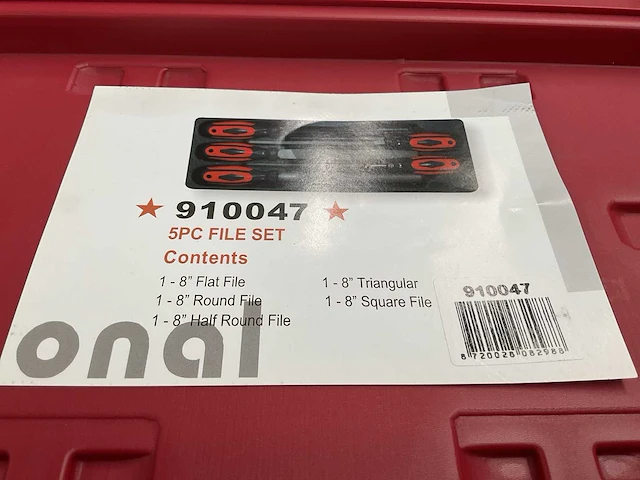 ★ 910047 ★
5PC FILE SET
Contents
1 - 8” Flat File
1 - 8” Round File
1 - 8” Half Round File
1 - 8” Triangular
1 - 8” Square File
onal
910047
8 720026 082988